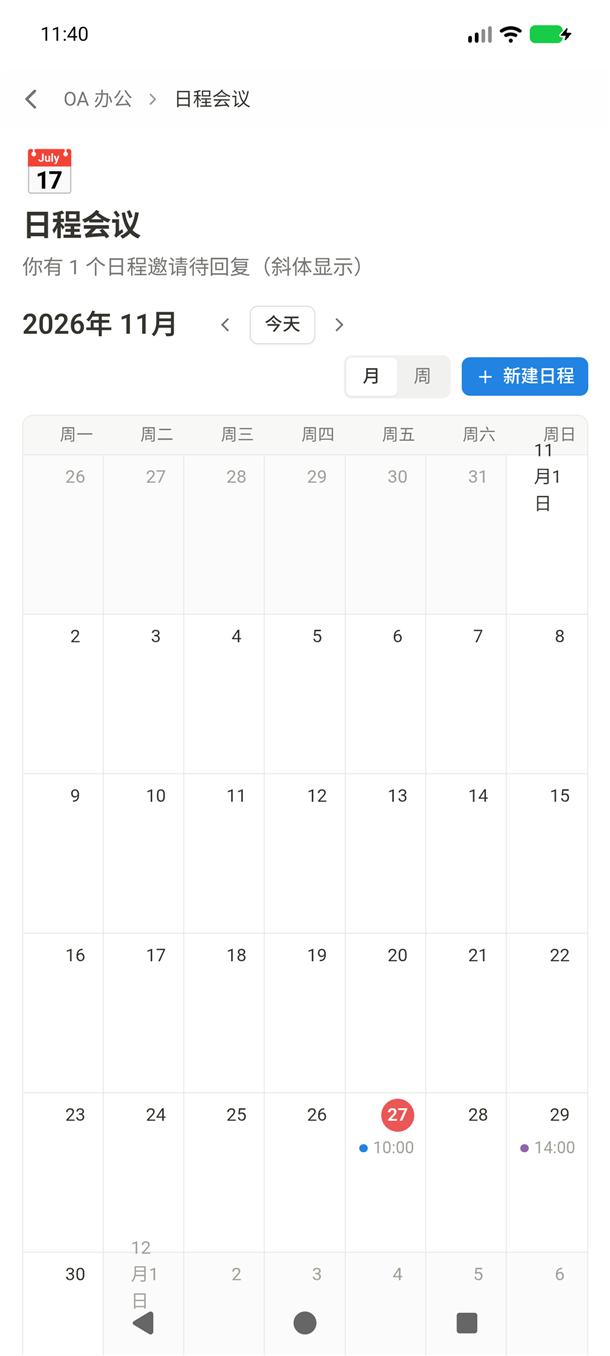 11:40
OA 办公 > 日程会议
July
17
日程会议
你有 1 个日程邀请待回复（斜体显示）
2026年 11月 < 今天 >
月 周 + 新建日程
周一 周二 周三 周四 周五 周六 周日
26 27 28 29 30 31 11
月1
日
2 3 4 5 6 7 8
9 10 11 12 13 14 15
16 17 18 19 20 21 22
23 24 25 26 27 28 29
10:00 14:00
30 12
月1
日 2 3 4 5 6